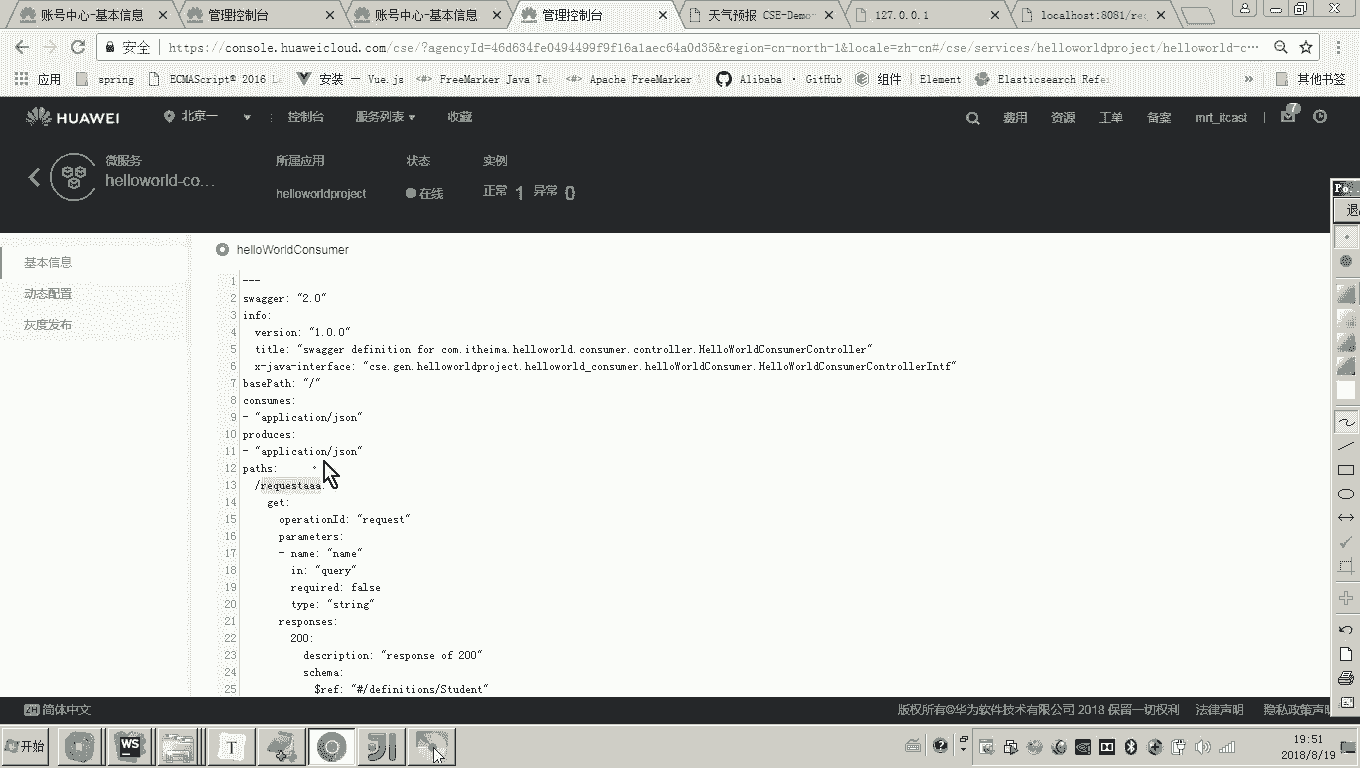 账号中心-基本信息
管理控制台
账号中心-基本信息
管理控制台
天气预报 CSE-Demo
127.0.0.1
localhost:8081/re
安全
https://console.huaweicloud.com/cse/?agencyId=46d634fe0494499f9f16a1aec64a0d35&region=cn-north-1&locale=zh-cn#/cse/services/helloworldproject/helloworld-c…
应用
spring
ECMAScript® 2016 L
安装 — Vue.js
FreeMarker Java Te
Apache FreeMarker
Alibaba · GitHub
组件 | Element
Elasticsearch Refe
»
其他书签
HUAWEI
北京一
控制台
服务列表
收藏
费用
资源
工单
备案
mrt_itcast
7
微服务
helloworld-co...
所属应用
helloworldproject
状态
在线
实例
正常 1 异常 0
基本信息
动态配置
灰度发布
helloWorldConsumer
1 ---
2 swagger: "2.0"
3 info:
4 version: "1.0.0"
5 title: "swagger definition for com.itheima.helloworld.consumer.controller.HelloWorldConsumerController"
6 x-java-interface: "cse.gen.helloworldproject.helloworld_consumer.helloWorldConsumer.HelloWorldConsumerControllerIntf"
7 basePath: "/"
8 consumes:
9 - "application/json"
10 produces:
11 - "application/json"
12 paths:
13 /requestaaa:
14 get:
15 operationId: "request"
16 parameters:
17 - name: "name"
18 in: "query"
19 required: false
20 type: "string"
21 responses:
22 200:
23 description: "response of 200"
24 schema:
25 $ref: "#/definitions/Student"
ZH 简体中文
版权所有©华为软件技术有限公司 2018 保留一切权利
法律声明
隐私政策声明
Po..
退
开始
WS
T
19:51
2018/8/19